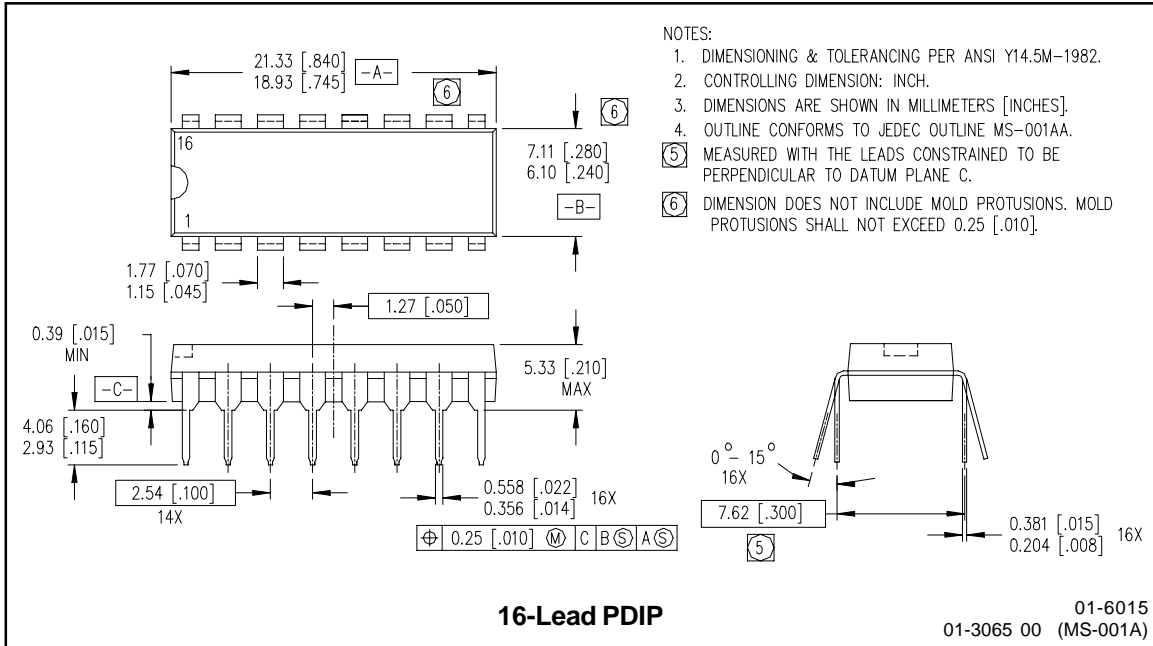 21.33 [.840]
18.93 [.745]
-A-
6
6
16
1
7.11 [.280]
6.10 [.240]
-B-
NOTES:
1. DIMENSIONING & TOLERANCING PER ANSI Y14.5M-1982.
2. CONTROLLING DIMENSION: INCH.
3. DIMENSIONS ARE SHOWN IN MILLIMETERS [INCHES].
4. OUTLINE CONFORMS TO JEDEC OUTLINE MS-001AA.
5 MEASURED WITH THE LEADS CONSTRAINED TO BE
PERPENDICULAR TO DATUM PLANE C.
6 DIMENSION DOES NOT INCLUDE MOLD PROTUSIONS. MOLD
PROTUSIONS SHALL NOT EXCEED 0.25 [.010].
1.77 [.070]
1.15 [.045]
1.27 [.050]
0.39 [.015]
MIN
-C-
5.33 [.210]
MAX
4.06 [.160]
2.93 [.115]
2.54 [.100]
14X
0.558 [.022]
0.356 [.014]
16X
⌖ 0.25 [.010] Ⓜ C BⓈ AⓈ
0° - 15°
16X
7.62 [.300]
5
0.381 [.015]
0.204 [.008]
16X
16-Lead PDIP
01-6015
01-3065 00 (MS-001A)